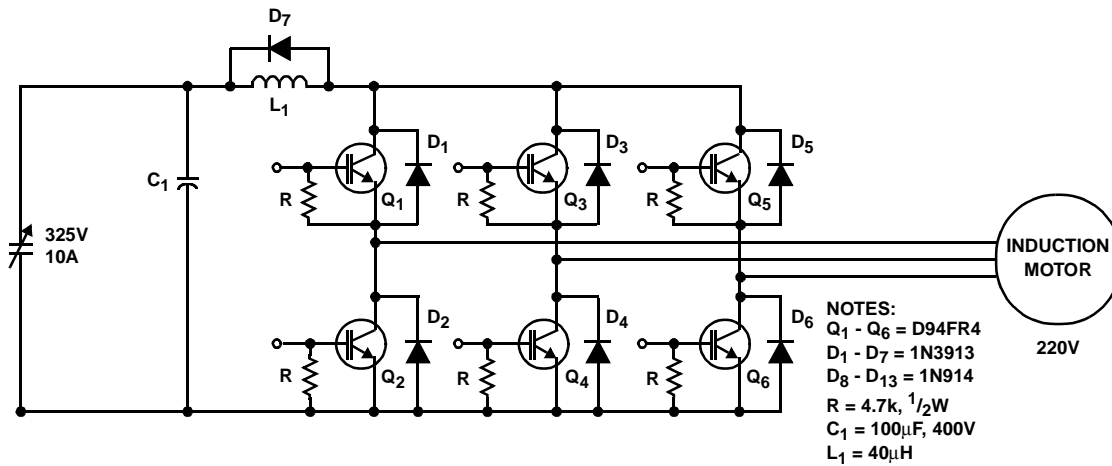 D7
L1
C1
325V
10A
D1
R
Q1
D3
R
Q3
D5
R
Q5
D2
R
Q2
D4
R
Q4
D6
R
Q6
INDUCTION
MOTOR
220V
NOTES:
Q1 - Q6 = D94FR4
D1 - D7 = 1N3913
D8 - D13 = 1N914
R = 4.7k, 1/2W
C1 = 100μF, 400V
L1 = 40μH